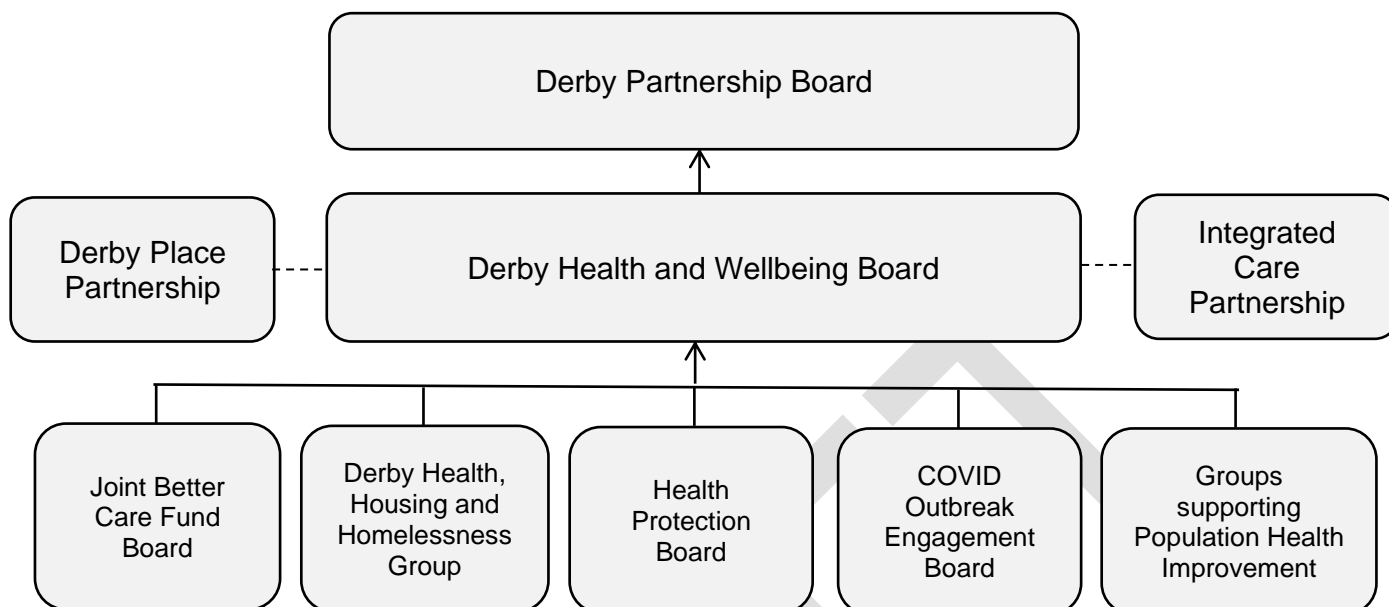 Derby Partnership Board
Derby Place
Partnership
Derby Health and Wellbeing Board
Integrated
Care
Partnership
Joint Better
Care Fund
Board
Derby Health,
Housing and
Homelessness
Group
Health
Protection
Board
COVID
Outbreak
Engagement
Board
Groups
supporting
Population Health
Improvement